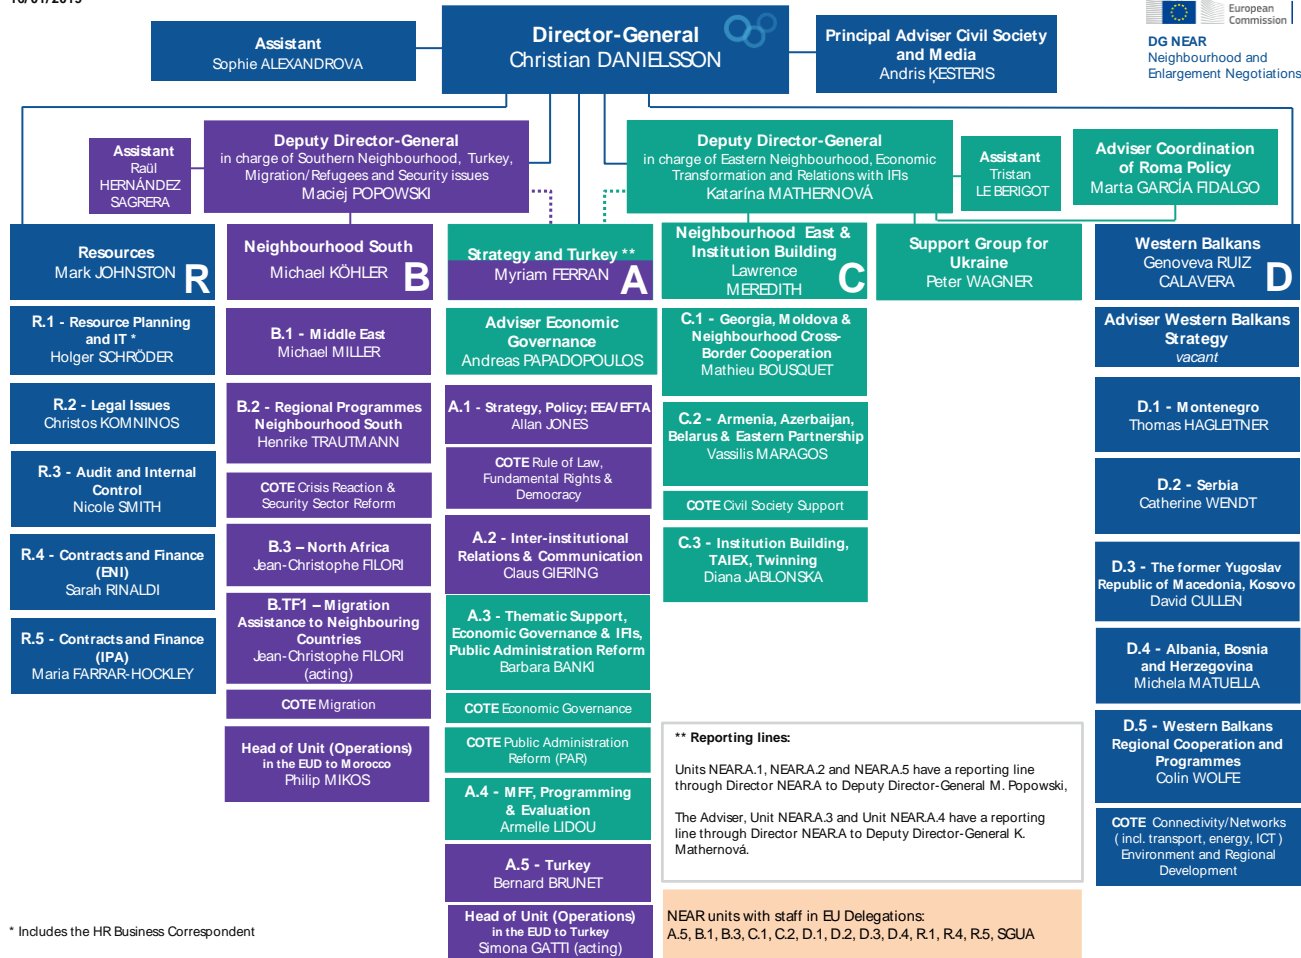 16/01/2019
European
Commission
DG NEAR
Neighbourhood and
Enlargement Negotiations
Assistant
Sophie ALEXANDROVA
Director-General
Christian DANIELSSON
Principal Adviser Civil Society
and Media
Andris ĶESTERIS
Assistant
Raül
HERNÁNDEZ
SAGRERA
Deputy Director-General
in charge of Southern Neighbourhood, Turkey,
Migration/Refugees and Security issues
Maciej POPOWSKI
Deputy Director-General
in charge of Eastern Neighbourhood, Economic
Transformation and Relations with IFIs
Katarína MATHERNOVÁ
Assistant
Tristan
LE BERIGOT
Adviser Coordination
of Roma Policy
Marta GARCÍA FIDALGO
Resources
Mark JOHNSTON
R
R.1 - Resource Planning
and IT *
Holger SCHRÖDER
R.2 - Legal Issues
Christos KOMNINOS
R.3 - Audit and Internal
Control
Nicole SMITH
R.4 - Contracts and Finance
(ENI)
Sarah RINALDI
R.5 - Contracts and Finance
(IPA)
Maria FARRAR-HOCKLEY
Neighbourhood South
Michael KÖHLER
B
B.1 - Middle East
Michael MILLER
B.2 - Regional Programmes
Neighbourhood South
Henrike TRAUTMANN
COTE Crisis Reaction &
Security Sector Reform
B.3 – North Africa
Jean-Christophe FILORI
B.TF1 – Migration
Assistance to Neighbouring
Countries
Jean-Christophe FILORI
(acting)
COTE Migration
Head of Unit (Operations)
in the EUD to Morocco
Philip MIKOS
Strategy and Turkey **
Myriam FERRAN
A
Adviser Economic
Governance
Andreas PAPADOPOULOS
A.1 - Strategy, Policy; EEA/EFTA
Allan JONES
COTE Rule of Law,
Fundamental Rights &
Democracy
A.2 - Inter-institutional
Relations & Communication
Claus GIERING
A.3 - Thematic Support,
Economic Governance & IFIs,
Public Administration Reform
Barbara BANKI
COTE Economic Governance
COTE Public Administration
Reform (PAR)
A.4 - MFF, Programming
& Evaluation
Armelle LIDOU
A.5 - Turkey
Bernard BRUNET
Head of Unit (Operations)
in the EUD to Turkey
Simona GATTI (acting)
Neighbourhood East &
Institution Building
Lawrence
MEREDITH
C
C.1 - Georgia, Moldova &
Neighbourhood Cross-
Border Cooperation
Mathieu BOUSQUET
C.2 - Armenia, Azerbaijan,
Belarus & Eastern Partnership
Vassilis MARAGOS
COTE Civil Society Support
C.3 - Institution Building,
TAIEX, Twinning
Diana JABLONSKA
Support Group for
Ukraine
Peter WAGNER
Western Balkans
Genoveva RUIZ
CALAVERA
D
Adviser Western Balkans
Strategy
vacant
D.1 - Montenegro
Thomas HAGLEITNER
D.2 - Serbia
Catherine WENDT
D.3 - The former Yugoslav
Republic of Macedonia, Kosovo
David CULLEN
D.4 - Albania, Bosnia
and Herzegovina
Michela MATUELLA
D.5 - Western Balkans
Regional Cooperation and
Programmes
Colin WOLFE
COTE Connectivity/Networks
( incl. transport, energy, ICT )
Environment and Regional
Development
** Reporting lines:
Units NEAR.A.1, NEAR.A.2 and NEAR.A.5 have a reporting line
through Director NEAR.A to Deputy Director-General M. Popowski,
The Adviser, Unit NEAR.A.3 and Unit NEAR.A.4 have a reporting
line through Director NEAR.A to Deputy Director-General K.
Mathernová.
NEAR units with staff in EU Delegations:
A.5, B.1, B.3, C.1, C.2, D.1, D.2, D.3, D.4, R.1, R.4, R.5, SGUA
* Includes the HR Business Correspondent